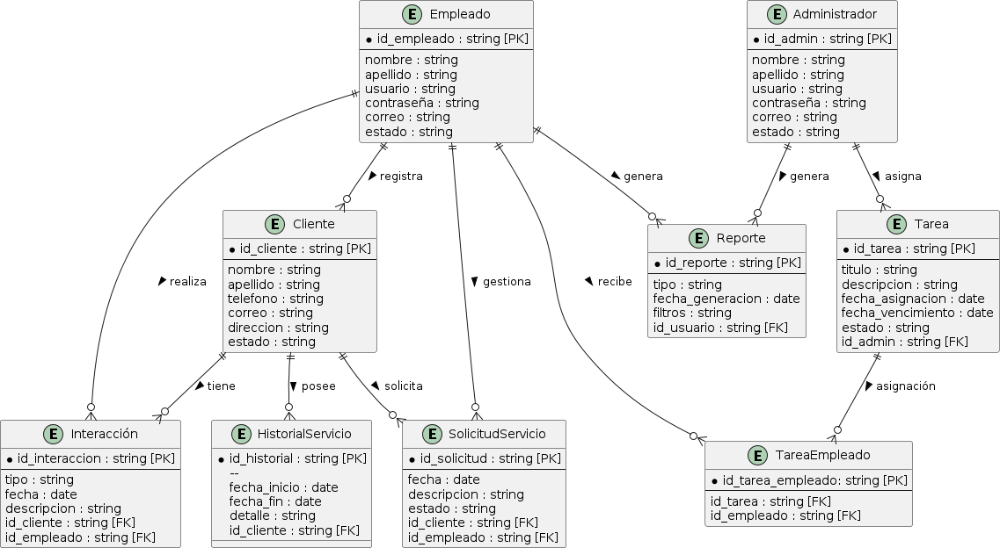 E Empleado
id_empleado : string [PK]
nombre : string
apellido : string
usuario : string
contraseña : string
correo : string
estado : string
E Administrador
id_admin : string [PK]
nombre : string
apellido : string
usuario : string
contraseña : string
correo : string
estado : string
registra
genera
genera
asigna
E Cliente
id_cliente : string [PK]
nombre : string
apellido : string
telefono : string
correo : string
direccion : string
estado : string
E Reporte
id_reporte : string [PK]
tipo : string
fecha_generacion : date
filtros : string
id_usuario : string [FK]
E Tarea
id_tarea : string [PK]
titulo : string
descripcion : string
fecha_asignacion : date
fecha_vencimiento : date
estado : string
id_admin : string [FK]
realiza
gestiona
recibe
tiene
posee
solicita
asignación
E Interacción
id_interaccion : string [PK]
tipo : string
fecha : date
descripcion : string
id_cliente : string [FK]
id_empleado : string [FK]
E HistorialServicio
id_historial : string [PK]
--
fecha_inicio : date
fecha_fin : date
detalle : string
id_cliente : string [FK]
E SolicitudServicio
id_solicitud : string [PK]
fecha : date
descripcion : string
estado : string
id_cliente : string [FK]
id_empleado : string [FK]
E TareaEmpleado
id_tarea_empleado: string [PK]
id_tarea : string [FK]
id_empleado : string [FK]